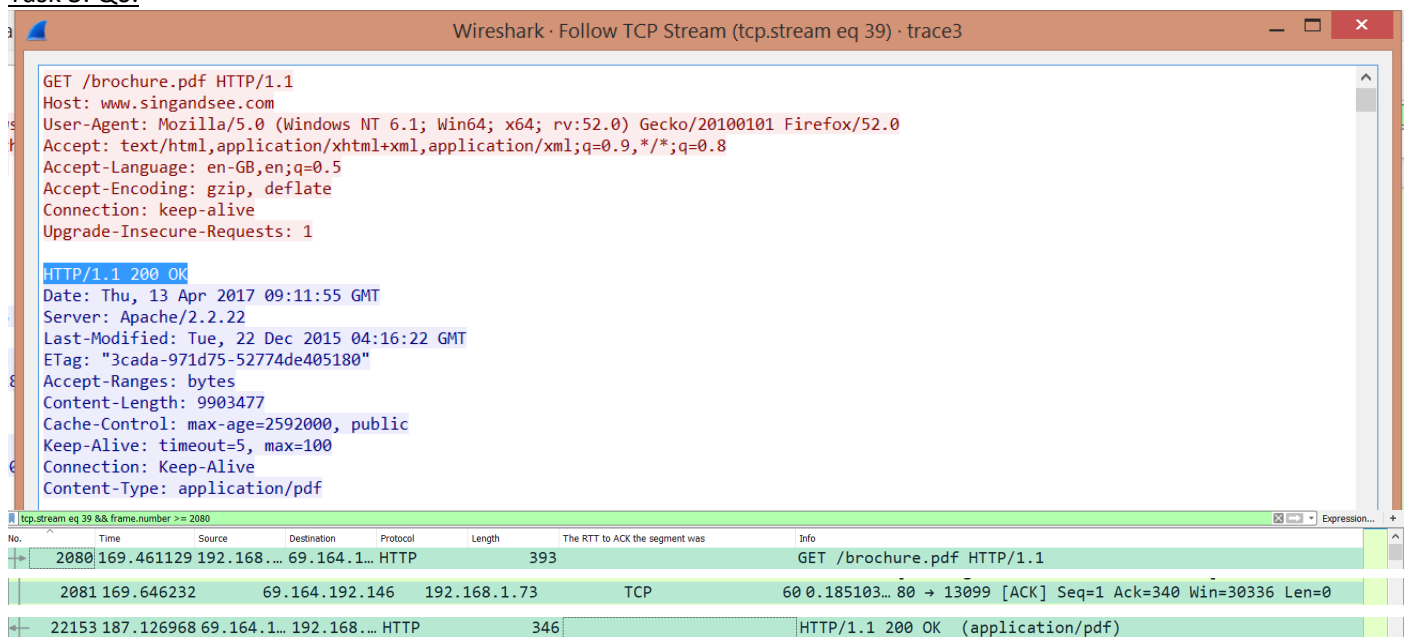 Wireshark · Follow TCP Stream (tcp.stream eq 39) · trace3
GET /brochure.pdf HTTP/1.1
Host: www.singandsee.com
User-Agent: Mozilla/5.0 (Windows NT 6.1; Win64; x64; rv:52.0) Gecko/20100101 Firefox/52.0
Accept: text/html,application/xhtml+xml,application/xml;q=0.9,*/*;q=0.8
Accept-Language: en-GB,en;q=0.5
Accept-Encoding: gzip, deflate
Connection: keep-alive
Upgrade-Insecure-Requests: 1
HTTP/1.1 200 OK
Date: Thu, 13 Apr 2017 09:11:55 GMT
Server: Apache/2.2.22
Last-Modified: Tue, 22 Dec 2015 04:16:22 GMT
ETag: "3cada-971d75-52774de405180"
Accept-Ranges: bytes
Content-Length: 9903477
Cache-Control: max-age=2592000, public
Keep-Alive: timeout=5, max=100
Connection: Keep-Alive
Content-Type: application/pdf
tcp.stream eq 39 && frame.number >= 2080 Expression... +
No. Time Source Destination Protocol Length The RTT to ACK the segment was Info
2080 169.461129 192.168.… 69.164.1… HTTP 393 GET /brochure.pdf HTTP/1.1
2081 169.646232 69.164.192.146 192.168.1.73 TCP 60 0.185103… 80 → 13099 [ACK] Seq=1 Ack=340 Win=30336 Len=0
22153 187.126968 69.164.1… 192.168.… HTTP 346 HTTP/1.1 200 OK (application/pdf)